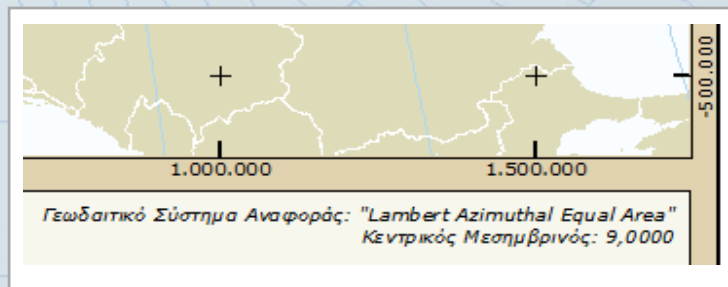 -500.000
1.000.000 1.500.000
Γεωδαιτικό Σύστημα Αναφοράς: "Lambert Azimuthal Equal Area"
Κεντρικός Μεσημβρινός: 9,0000